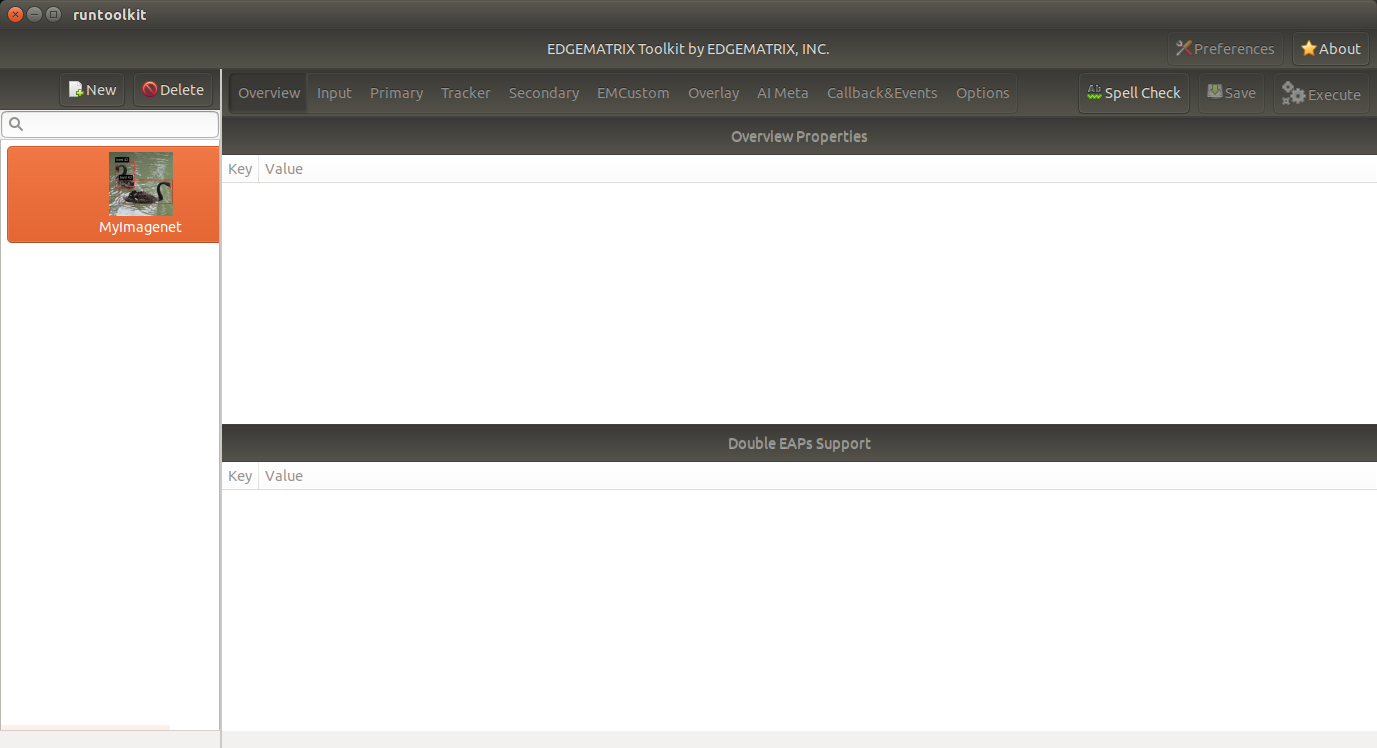 runtoolkit
EDGEMATRIX Toolkit by EDGEMATRIX, INC. Preferences About
New Delete Overview Input Primary Tracker Secondary EMCustom Overlay AI Meta Callback&Events Options Spell Check Save Execute
Overview Properties
Key Value
MyImagenet
Double EAPs Support
Key Value